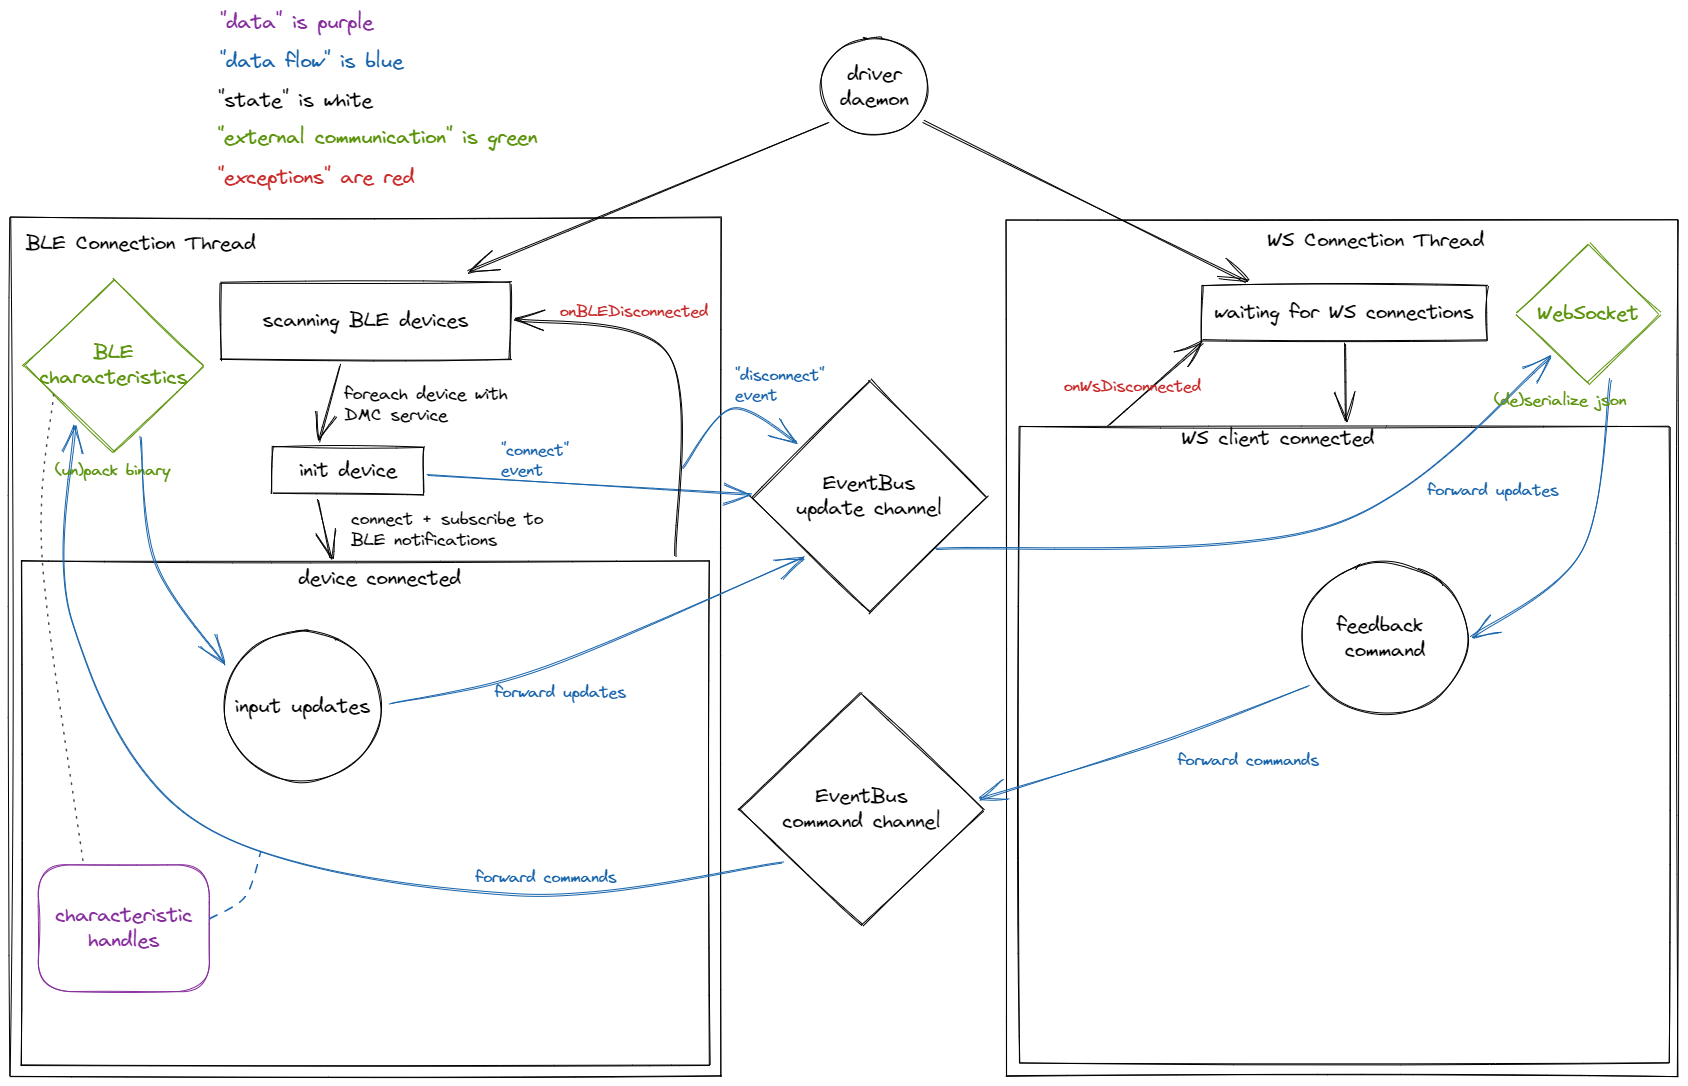 "data" is purple
"data flow" is blue
"state" is white
"external communication" is green
"exceptions" are red
driver
daemon
BLE Connection Thread
scanning BLE devices
onBLEDisconnected
BLE
characteristics
(un)pack binary
foreach device with
DMC service
init device
"connect"
event
connect + subscribe to
BLE notifications
"disconnect"
event
device connected
input updates
forward updates
forward commands
characteristic
handles
EventBus
update channel
EventBus
command channel
WS Connection Thread
waiting for WS connections
WebSocket
(de)serialize json
onWsDisconnected
WS client connected
forward updates
feedback
command
forward commands